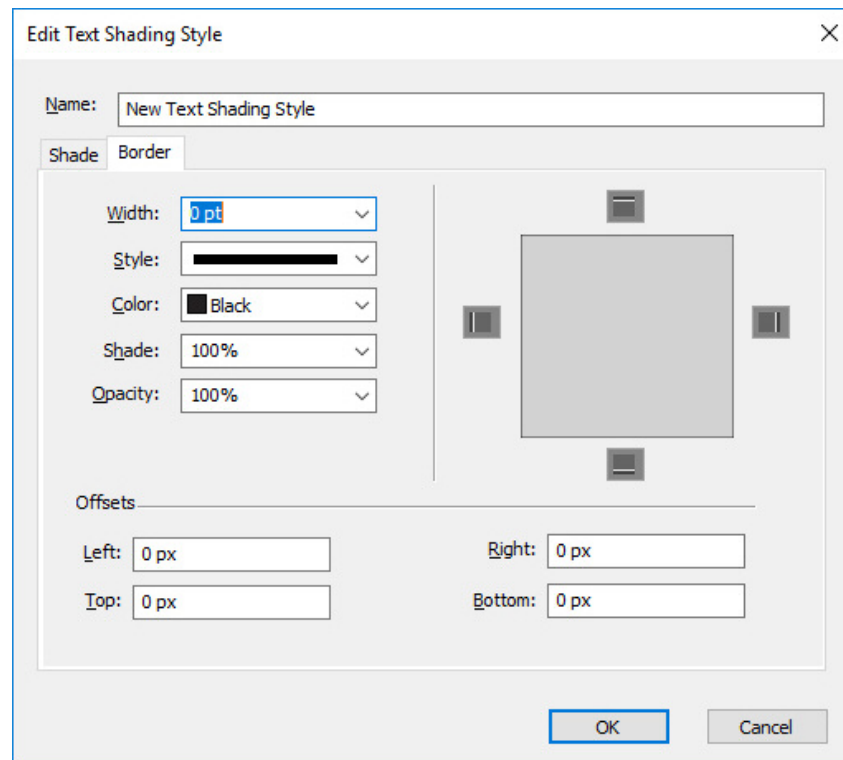 Edit Text Shading Style
Name: New Text Shading Style
Shade Border
Width: 0 pt
Style:
Color: Black
Shade: 100%
Opacity: 100%
Offsets
Left: 0 px
Right: 0 px
Top: 0 px
Bottom: 0 px
OK Cancel